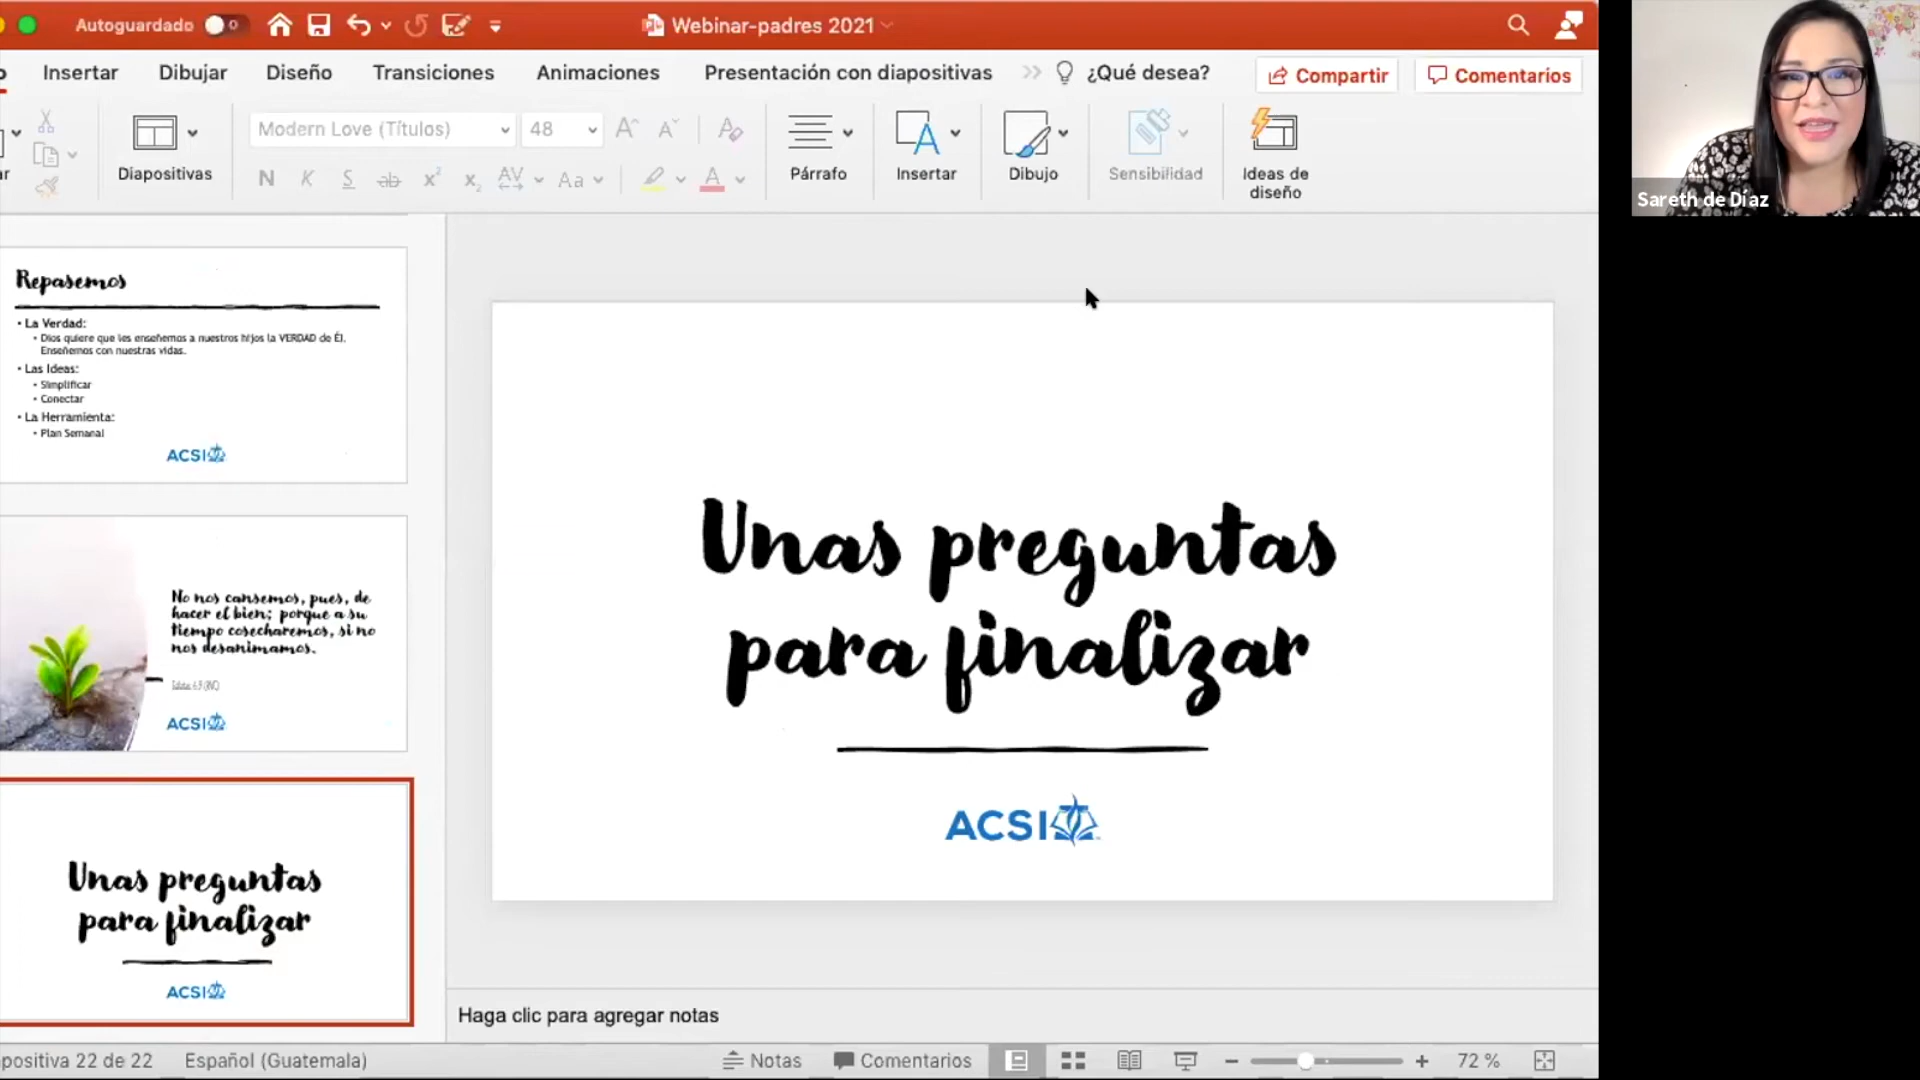 Autoguardado
Webinar-padres 2021
Insertar Dibujar Diseño Transiciones Animaciones Presentación con diapositivas ¿Qué desea? Compartir Comentarios
Modern Love (Títulos) 48
Diapositivas Párrafo Insertar Dibujo Sensibilidad Ideas de
diseño
N K S ab x² x₂ AV Aa A
Sareth de Díaz
Repasemos
• La Verdad:
• Dios quiere que les enseñemos a nuestros hijos la VERDAD de Él.
Enseñemos con nuestras vidas.
• Las Ideas:
• Simplificar
• Conectar
• La Herramienta:
• Plan Semanal
ACSI
No nos cansemos, pues, de
hacer el bien; porque a su
tiempo cosecharemos, si no
nos desanimamos.
ACSI
Unas preguntas
para finalizar
ACSI
Unas preguntas
para finalizar
ACSI
Haga clic para agregar notas
positiva 22 de 22 Español (Guatemala) Notas Comentarios 72 %